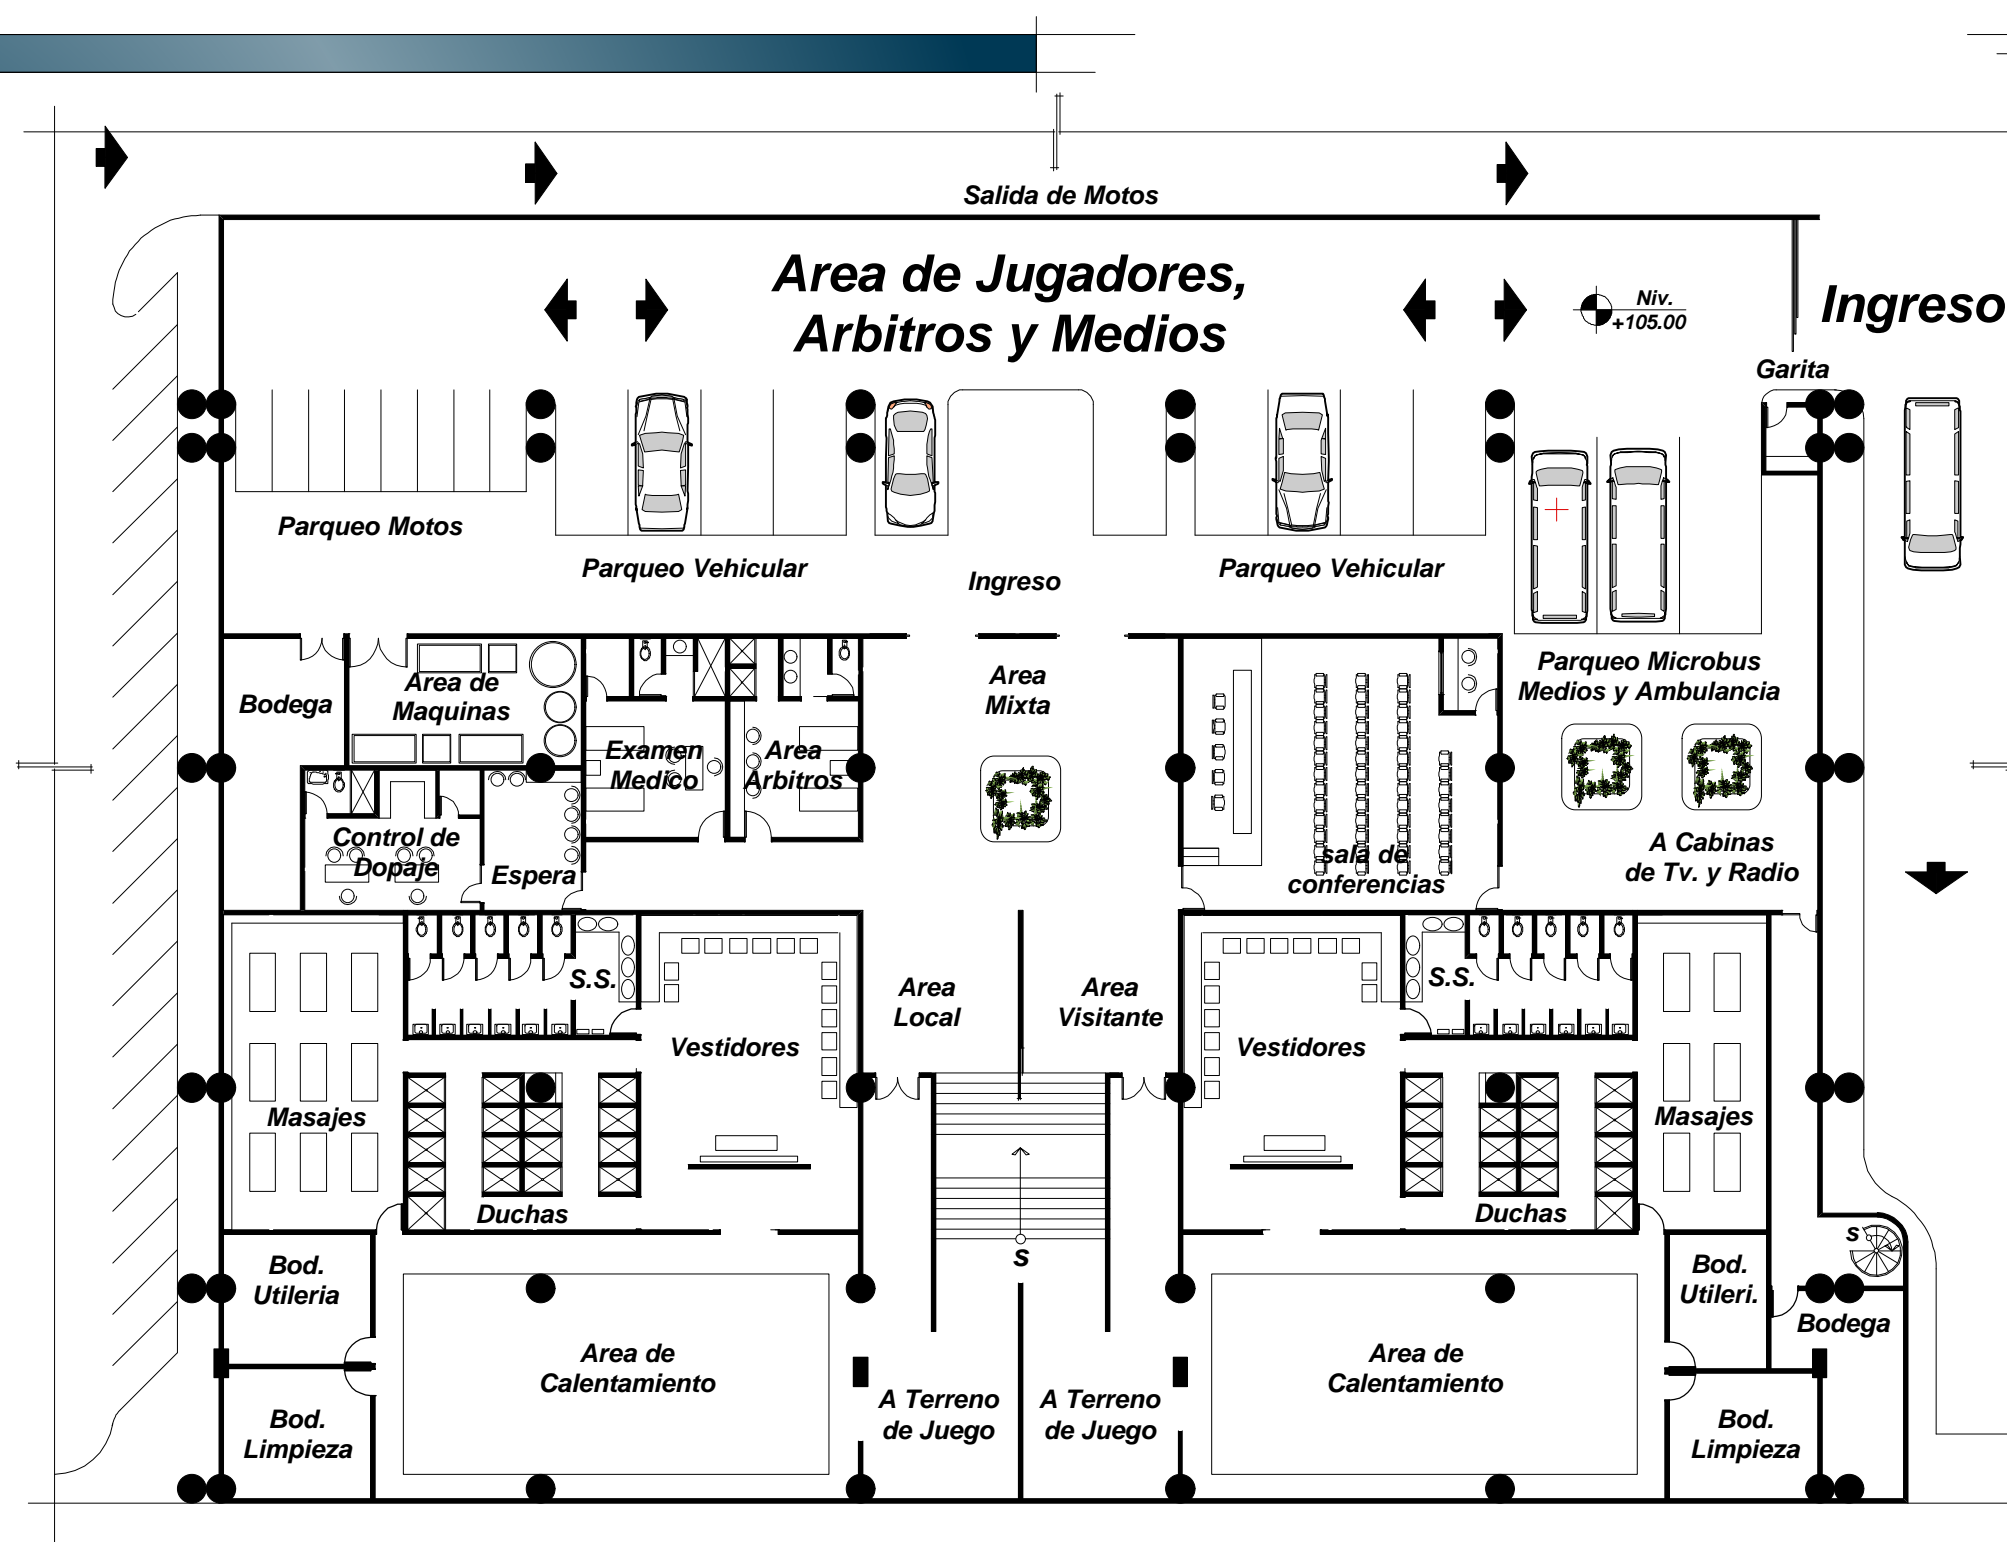 Salida de Motos
Area de Jugadores,
Arbitros y Medios
Niv.
+105.00
Ingreso
Garita
Parqueo Motos
Parqueo Vehicular
Ingreso
Parqueo Vehicular
Parqueo Microbus
Medios y Ambulancia
Bodega
Area de
Maquinas
Examen
Medico
Area
Arbitros
Area
Mixta
Control de
Dopaje
Espera
sala de
conferencias
A Cabinas
de Tv. y Radio
S.S.
Vestidores
Area
Local
Area
Visitante
Vestidores
S.S.
Masajes
Duchas
Masajes
Duchas
S
S
Bod.
Utileria
Area de
Calentamiento
A Terreno
de Juego
A Terreno
de Juego
Area de
Calentamiento
Bod.
Utileri.
Bodega
Bod.
Limpieza
Bod.
Limpieza